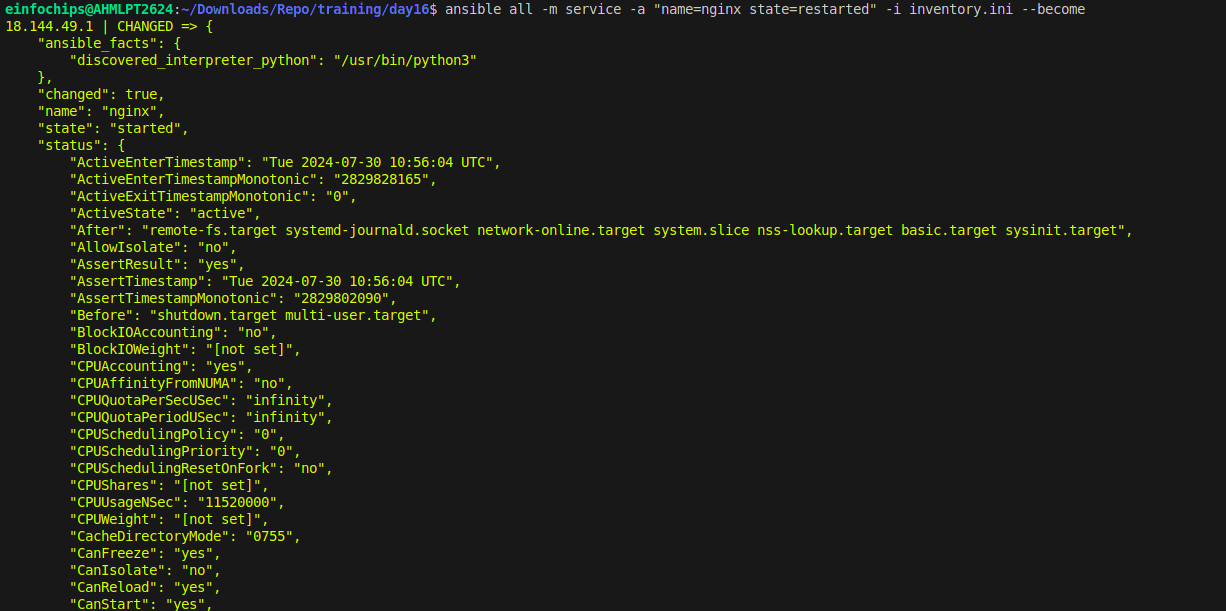 einfochips@AHMLPT2624:~/Downloads/Repo/training/day16$ ansible all -m service -a "name=nginx state=restarted" -i inventory.ini --become
18.144.49.1 | CHANGED => {
    "ansible_facts": {
        "discovered_interpreter_python": "/usr/bin/python3"
    },
    "changed": true,
    "name": "nginx",
    "state": "started",
    "status": {
        "ActiveEnterTimestamp": "Tue 2024-07-30 10:56:04 UTC",
        "ActiveEnterTimestampMonotonic": "2829828165",
        "ActiveExitTimestampMonotonic": "0",
        "ActiveState": "active",
        "After": "remote-fs.target systemd-journald.socket network-online.target system.slice nss-lookup.target basic.target sysinit.target",
        "AllowIsolate": "no",
        "AssertResult": "yes",
        "AssertTimestamp": "Tue 2024-07-30 10:56:04 UTC",
        "AssertTimestampMonotonic": "2829802090",
        "Before": "shutdown.target multi-user.target",
        "BlockIOAccounting": "no",
        "BlockIOWeight": "[not set]",
        "CPUAccounting": "yes",
        "CPUAffinityFromNUMA": "no",
        "CPUQuotaPerSecUSec": "infinity",
        "CPUQuotaPeriodUSec": "infinity",
        "CPUSchedulingPolicy": "0",
        "CPUSchedulingPriority": "0",
        "CPUSchedulingResetOnFork": "no",
        "CPUShares": "[not set]",
        "CPUUsageNSec": "11520000",
        "CPUWeight": "[not set]",
        "CacheDirectoryMode": "0755",
        "CanFreeze": "yes",
        "CanIsolate": "no",
        "CanReload": "yes",
        "CanStart": "yes",